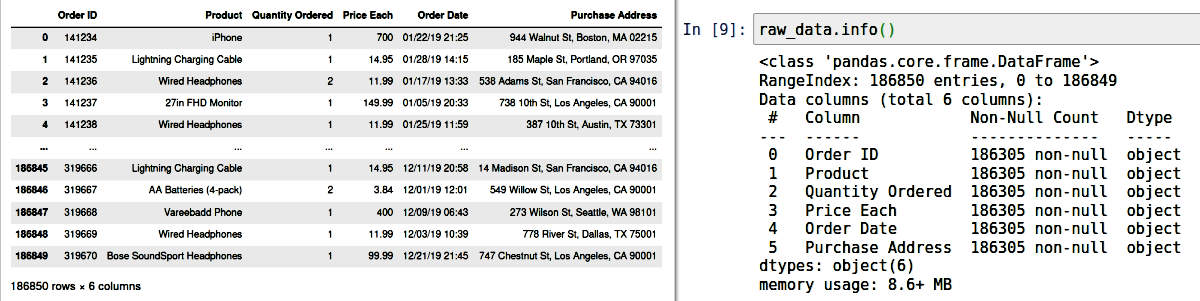 Order ID Product Quantity Ordered Price Each Order Date Purchase Address
0 141234 iPhone 1 700 01/22/19 21:25 944 Walnut St, Boston, MA 02215
1 141235 Lightning Charging Cable 1 14.95 01/28/19 14:15 185 Maple St, Portland, OR 97035
2 141236 Wired Headphones 2 11.99 01/17/19 13:33 538 Adams St, San Francisco, CA 94016
3 141237 27in FHD Monitor 1 149.99 01/05/19 20:33 738 10th St, Los Angeles, CA 90001
4 141238 Wired Headphones 1 11.99 01/25/19 11:59 387 10th St, Austin, TX 73301
... ... ... ... ... ... ...
186845 319666 Lightning Charging Cable 1 14.95 12/11/19 20:58 14 Madison St, San Francisco, CA 94016
186846 319667 AA Batteries (4-pack) 2 3.84 12/01/19 12:01 549 Willow St, Los Angeles, CA 90001
186847 319668 Vareebadd Phone 1 400 12/09/19 06:43 273 Wilson St, Seattle, WA 98101
186848 319669 Wired Headphones 1 11.99 12/03/19 10:39 778 River St, Dallas, TX 75001
186849 319670 Bose SoundSport Headphones 1 99.99 12/21/19 21:45 747 Chestnut St, Los Angeles, CA 90001
186850 rows × 6 columns
In [9]: raw_data.info()
<class 'pandas.core.frame.DataFrame'>
RangeIndex: 186850 entries, 0 to 186849
Data columns (total 6 columns):
# Column Non-Null Count Dtype
--- ------ -------------- -----
0 Order ID 186305 non-null object
1 Product 186305 non-null object
2 Quantity Ordered 186305 non-null object
3 Price Each 186305 non-null object
4 Order Date 186305 non-null object
5 Purchase Address 186305 non-null object
dtypes: object(6)
memory usage: 8.6+ MB